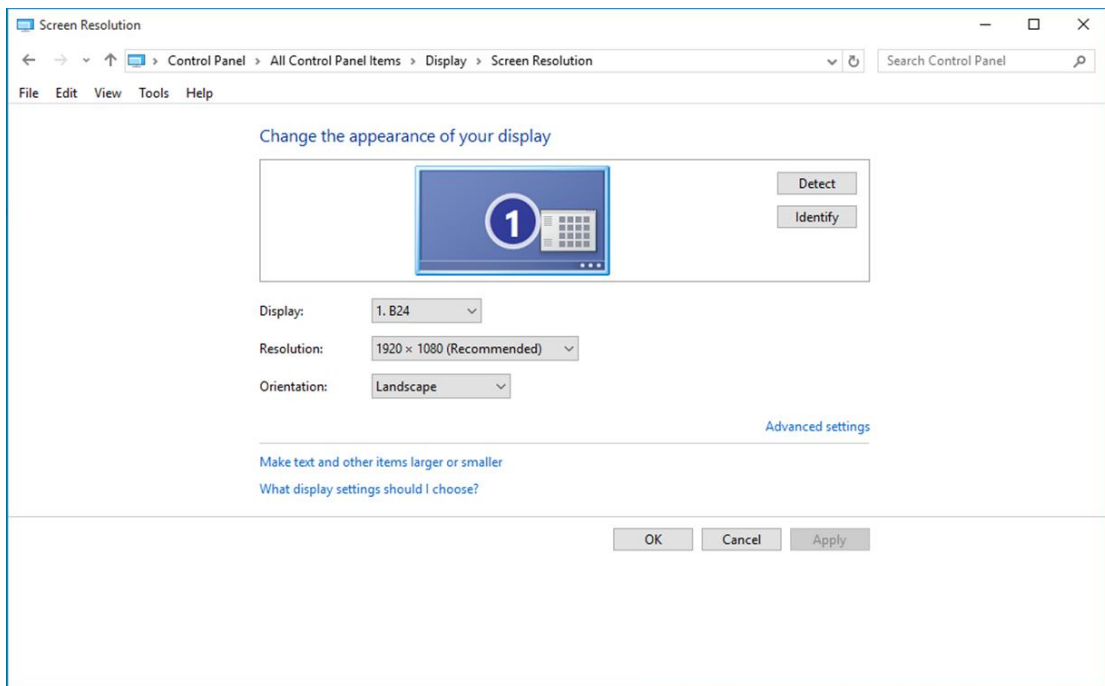 Screen Resolution
Control Panel > All Control Panel Items > Display > Screen Resolution
Search Control Panel
File Edit View Tools Help
Change the appearance of your display
1
Detect
Identify
Display: 1. B24
Resolution: 1920 × 1080 (Recommended)
Orientation: Landscape
Advanced settings
Make text and other items larger or smaller
What display settings should I choose?
OK Cancel Apply